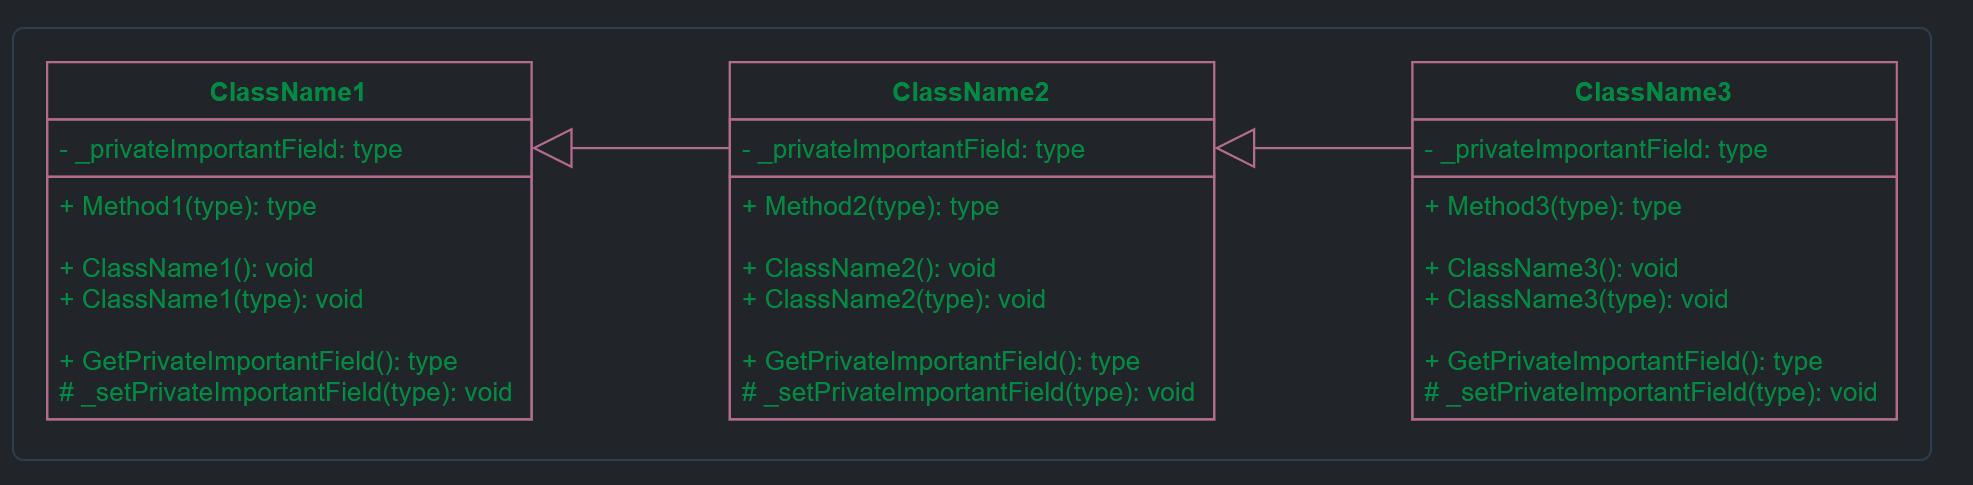 ClassName1
- _privateImportantField: type
+ Method1(type): type
+ ClassName1(): void
+ ClassName1(type): void
+ GetPrivateImportantField(): type
# _setPrivateImportantField(type): void
ClassName2
- _privateImportantField: type
+ Method2(type): type
+ ClassName2(): void
+ ClassName2(type): void
+ GetPrivateImportantField(): type
# _setPrivateImportantField(type): void
ClassName3
- _privateImportantField: type
+ Method3(type): type
+ ClassName3(): void
+ ClassName3(type): void
+ GetPrivateImportantField(): type
# _setPrivateImportantField(type): void